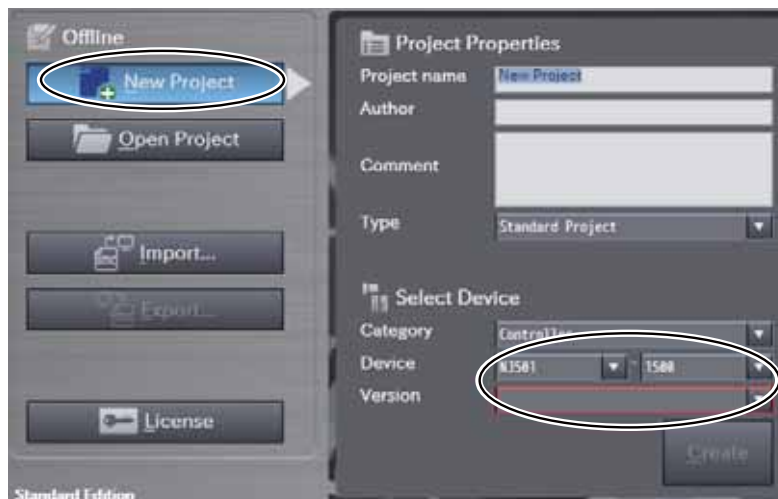 Offline
New Project
Open Project
Import...
Export...
License
Standard Edition
Project Properties
Project name New Project
Author
Comment
Type Standard Project
Select Device
Category Controller
Device NJ501 - 1500
Version
Create